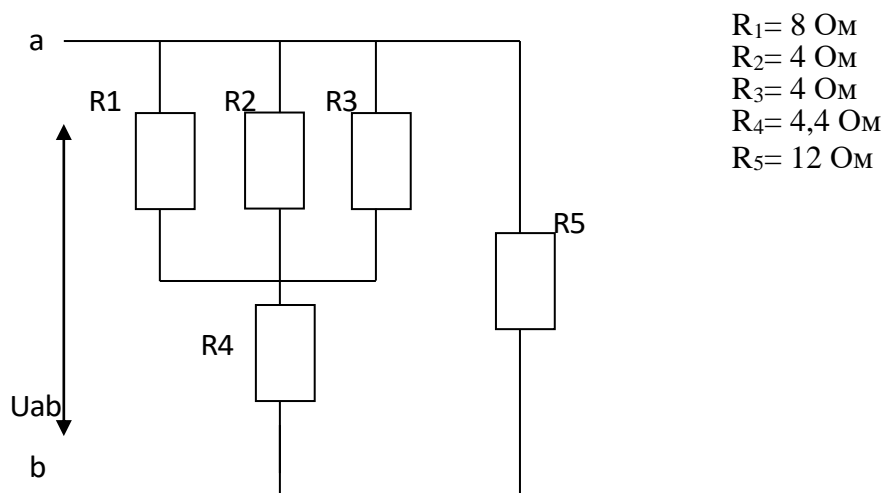 a
R1
R2
R3
R5
R4
Uab
b
R₁= 8 Ом
R₂= 4 Ом
R₃= 4 Ом
R₄= 4,4 Ом
R₅= 12 Ом